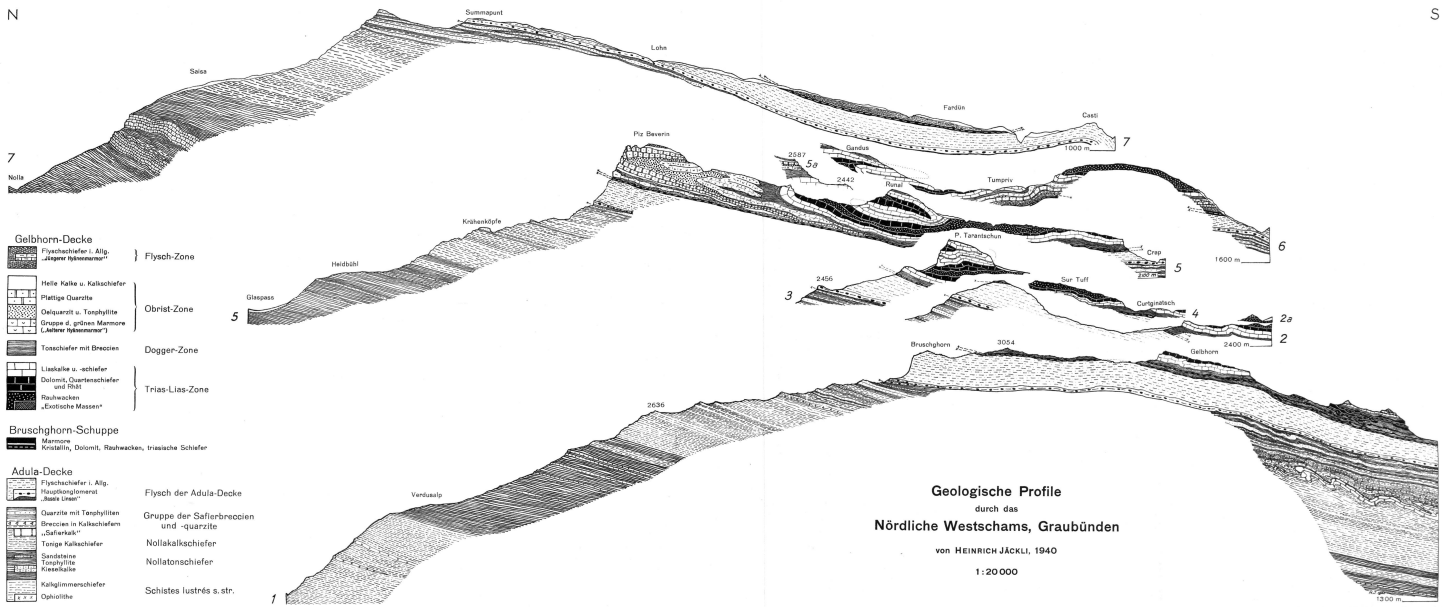 N
S
Summapunt
Lohn
Saisa
Fardün
Casti
7
Nolla
1000 m
7
Piz Beverin
2587
5a
Gandus
2442
Runal
Tumpriv
Krähenköpfe
Heidbühl
Glaspass
5
P. Tarantschun
Crap
5
1600 m
6
2456
3
Sur Tuff
Curtginatsch
4
2a
2
2400 m
Bruschghorn
3054
Gelbhorn
2636
Verdusalp
1
1300 m
Gelbhorn-Decke
Flyschschiefer i. Allg.
„Jüngerer Hyänenmarmor"
Flysch-Zone
Helle Kalke u. Kalkschiefer
Plattige Quarzite
Oelquarzit u. Tonphyllite
Gruppe d. grünen Marmore
(„Aelterer Hyänenmarmor")
Obrist-Zone
Tonschiefer mit Breccien
Dogger-Zone
Liaskalke u. -schiefer
Dolomit, Quartenschiefer
und Rhät
Rauhwacken
„Exotische Massen"
Trias-Lias-Zone
Bruschghorn-Schuppe
Marmore
Kristallin, Dolomit, Rauhwacken, triasische Schiefer
Adula-Decke
Flyschschiefer i. Allg.
Hauptkonglomerat
„Basale Linsen"
Flysch der Adula-Decke
Quarzite mit Tonphylliten
Breccien in Kalkschiefern
„Safierkalk"
Gruppe der Safierbreccien
und -quarzite
Tonige Kalkschiefer
Nollakalkschiefer
Sandsteine
Tonphyllite
Kieselkalke
Nollatonschiefer
Kalkglimmerschiefer
Ophiolithe
Schistes lustrés s. str.
Geologische Profile
durch das
Nördliche Westschams, Graubünden
von HEINRICH JÄCKLI, 1940
1:20000